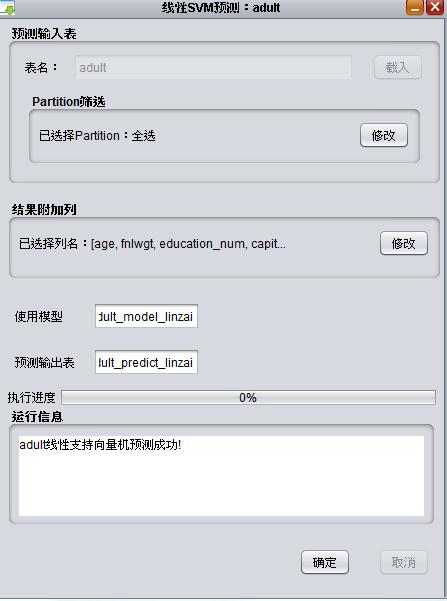 线性SVM预测：adult
预测输入表
表名： adult 载入
Partition筛选
已选择Partition：全选 修改
结果附加列
已选择列名：[age, fnlwgt, education_num, capit... 修改
使用模型 dult_model_linzai
预测输出表 lult_predict_linzai
执行进度 0%
运行信息
adult线性支持向量机预测成功!
确定 取消